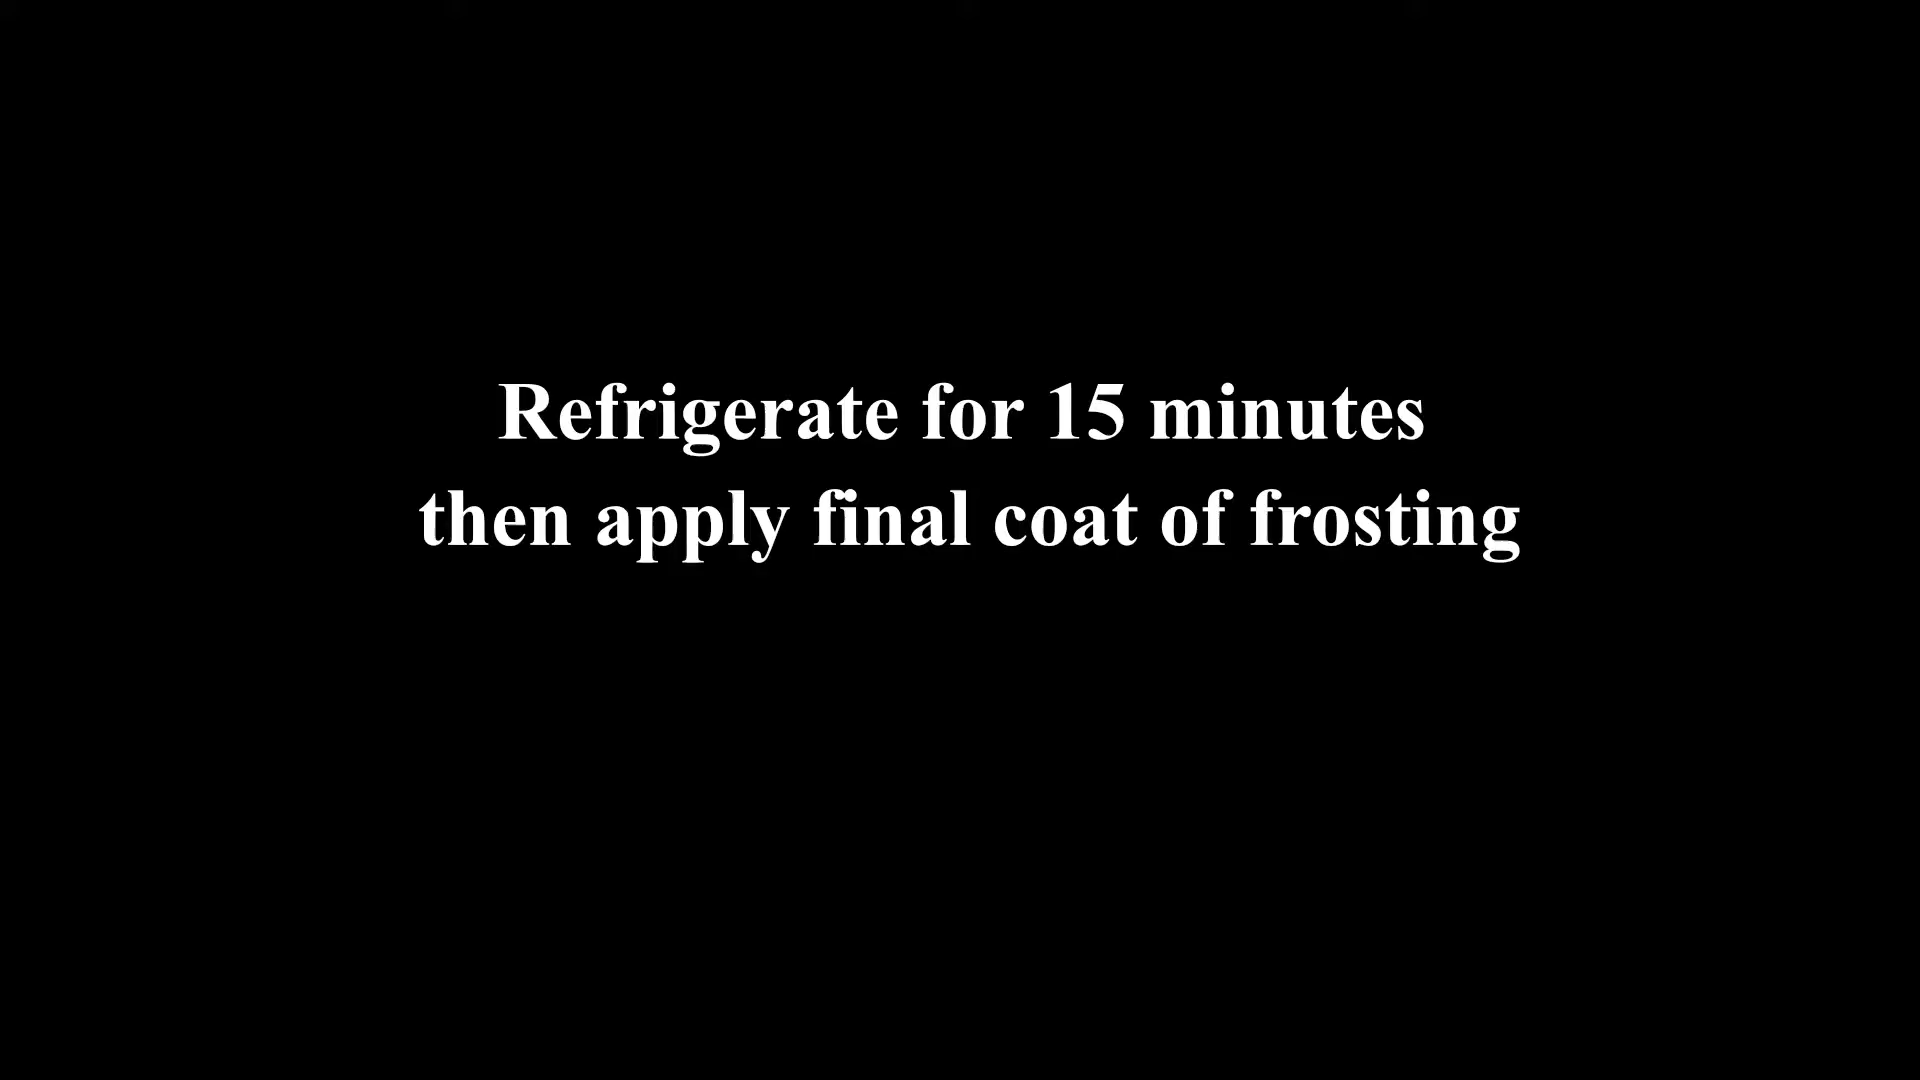 Refrigerate for 15 minutes
then apply final coat of frosting